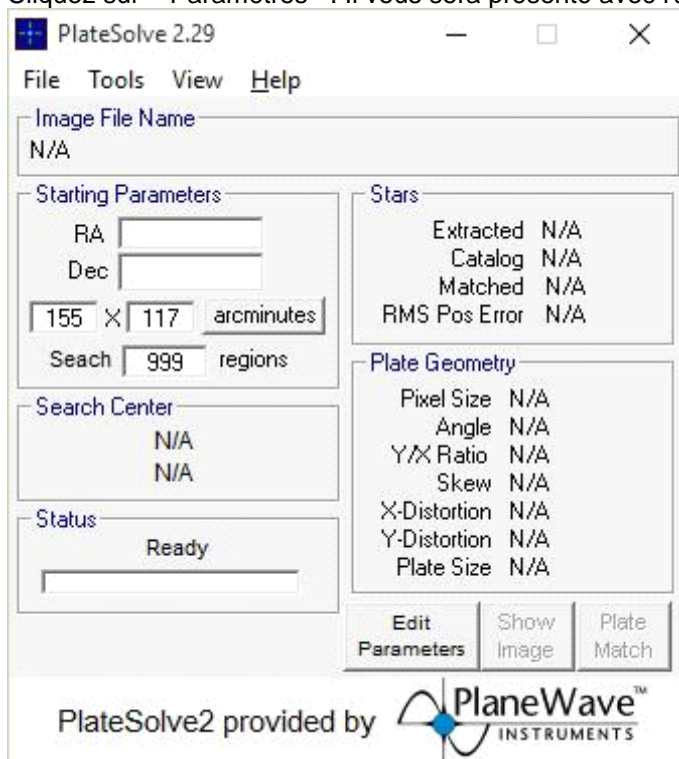 PlateSolve 2.29
File Tools View Help
Image File Name
N/A
Starting Parameters
RA
Dec
155 X 117 arcminutes
Seach 999 regions
Search Center
N/A
N/A
Status
Ready
Stars
Extracted N/A
Catalog N/A
Matched N/A
RMS Pos Error N/A
Plate Geometry
Pixel Size N/A
Angle N/A
Y/X Ratio N/A
Skew N/A
X-Distortion N/A
Y-Distortion N/A
Plate Size N/A
Edit Parameters
Show Image
Plate Match
PlateSolve2 provided by PlaneWave™
INSTRUMENTS